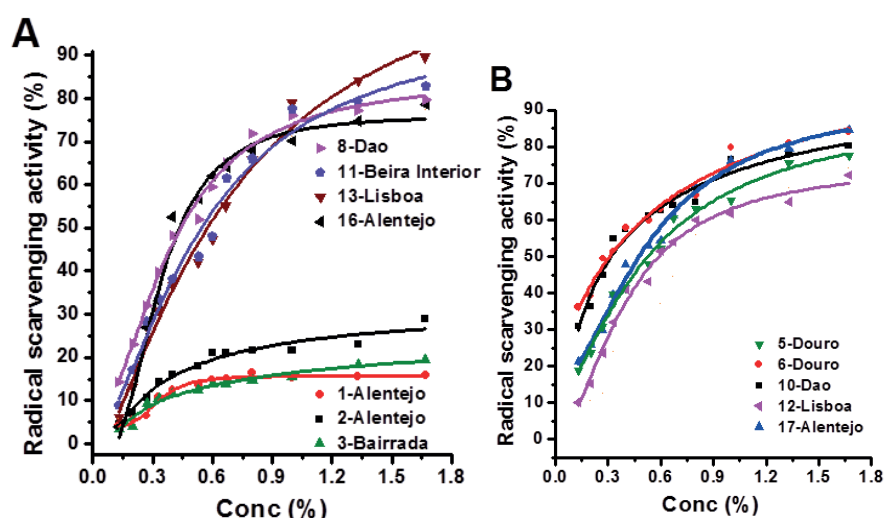 A
Radical scarvenging activity (%)
90
80
70
60
50
40
30
20
10
0
8-Dao
11-Beira Interior
13-Lisboa
16-Alentejo
1-Alentejo
2-Alentejo
3-Bairrada
0.0 0.3 0.6 0.9 1.2 1.5 1.8
Conc (%)
B
Radical scarvenging activity (%)
90
80
70
60
50
40
30
20
10
0
5-Douro
6-Douro
10-Dao
12-Lisboa
17-Alentejo
0.0 0.3 0.6 0.9 1.2 1.5 1.8
Conc (%)